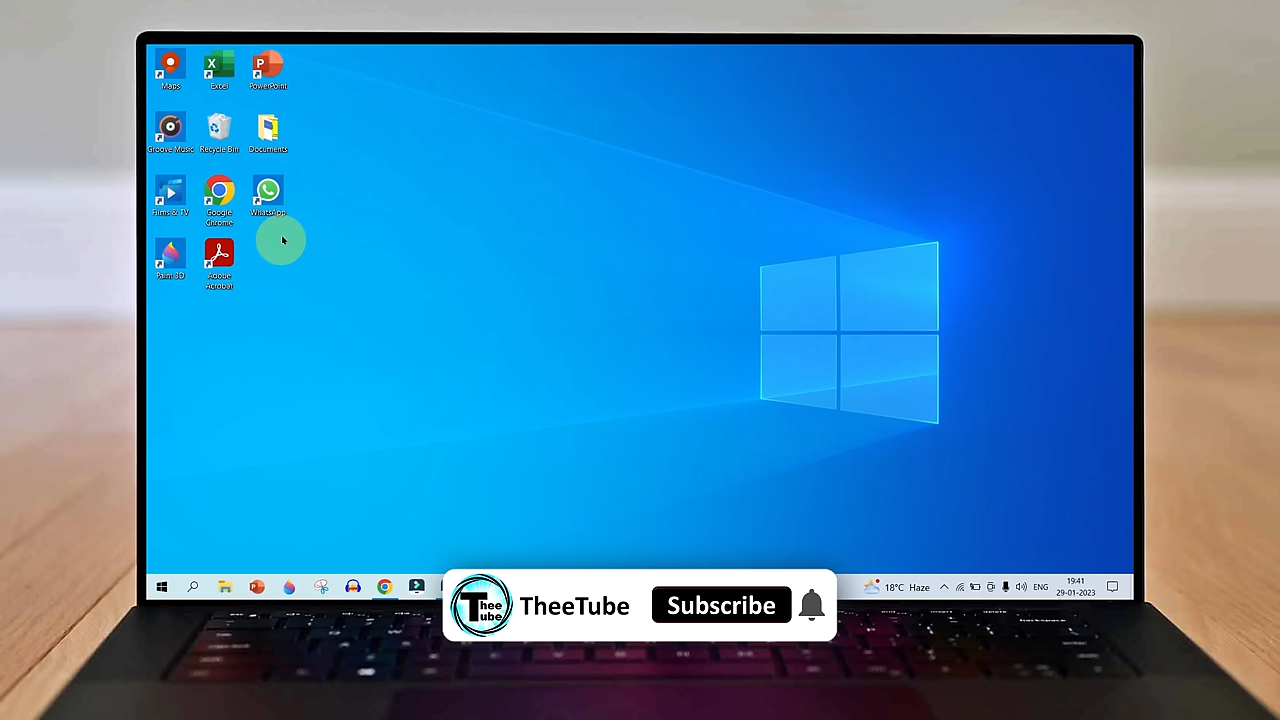 Maps
Excel
PowerPoint
Groove Music
Recycle Bin
Documents
Films & TV
Google
Chrome
WhatsApp
Paint 3D
Adobe
Acrobat
18°C Haze
ENG
19:41
29-01-2023
Thee
Tube
TheeTube
Subscribe